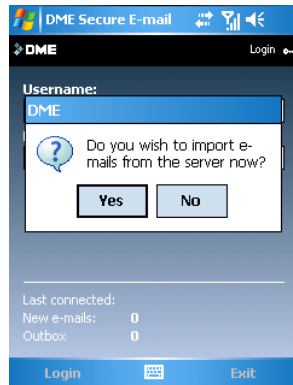 DME Secure E-mail
DME Login
Username:
DME
Do you wish to import e-
mails from the server now?
Yes No
Last connected:
New e-mails: 0
Outbox 0
Login Exit